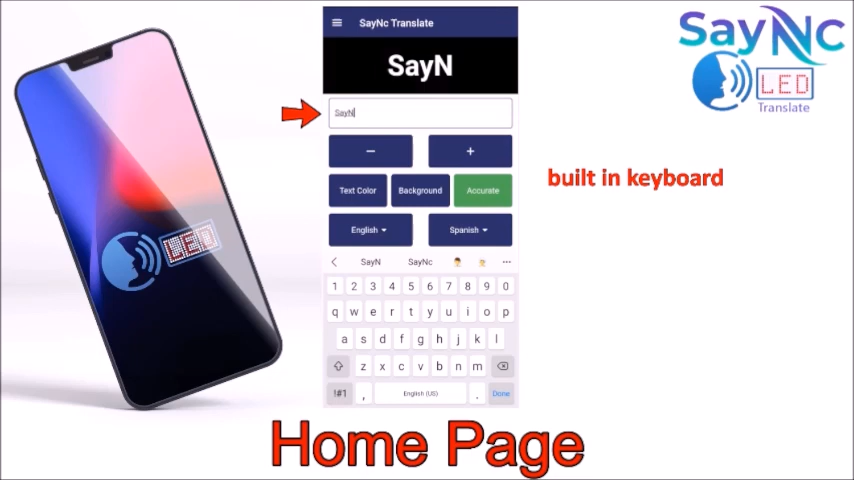 SayNc
LED
Translate
LED
SayNc Translate
SayN
SayN
−
+
Text Color
Background
Accurate
English
Spanish
built in keyboard
SayN
SayNc
1 2 3 4 5 6 7 8 9 0
q w e r t y u i o p
a s d f g h j k l
z x c v b n m
!#1 , English (US) . Done
Home Page